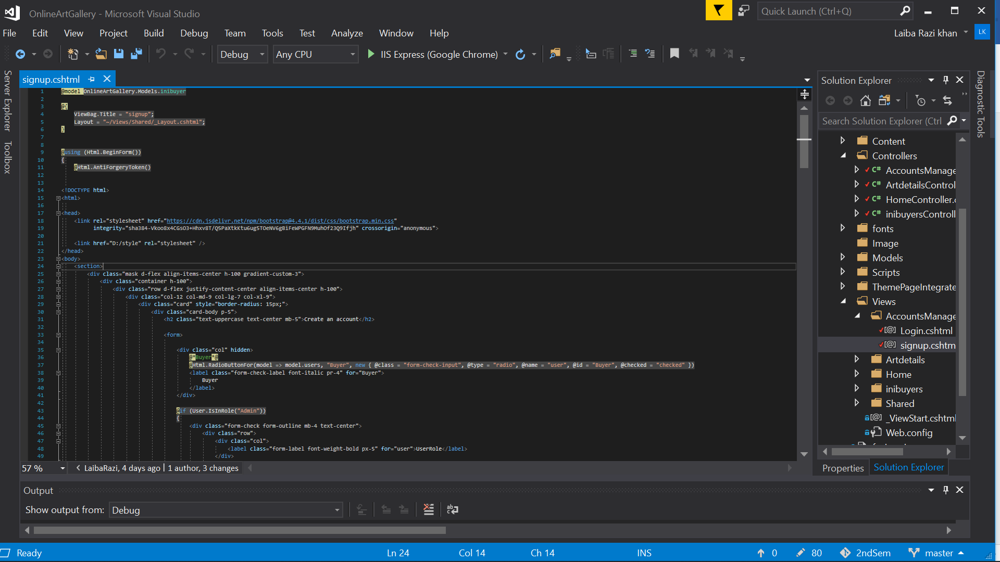 OnlineArtGallery - Microsoft Visual Studio
Quick Launch (Ctrl+Q)
File Edit View Project Build Debug Team Tools Test Analyze Window Help
Laiba Razi khan LK
Debug Any CPU IIS Express (Google Chrome)
Server Explorer
Toolbox
signup.cshtml
1 @model OnlineArtGallery.Models.inibuyer
2
3 @{
4 ViewBag.Title = "signup";
5 Layout = "~/Views/Shared/_Layout.cshtml";
6 }
7
8
9 @using (Html.BeginForm())
10 {
11 @Html.AntiForgeryToken()
12
13
14 <!DOCTYPE html>
15 <html>
16
17 <head>
18 <link rel="stylesheet" href="https://cdn.jsdelivr.net/npm/bootstrap@4.4.1/dist/css/bootstrap.min.css"
19 integrity="sha384-Vkoo8x4CGsO3+Hhxv8T/Q5PaXtkKtu6ug5TOeNV6gBiFeWPGFN9MuhOf23Q9Ifjh" crossorigin="anonymous">
20
21 <link href="D:/style" rel="stylesheet" />
22 </head>
23 <body>
24 <section>
25 <div class="mask d-flex align-items-center h-100 gradient-custom-3">
26 <div class="container h-100">
27 <div class="row d-flex justify-content-center align-items-center h-100">
28 <div class="col-12 col-md-9 col-lg-7 col-xl-9">
29 <div class="card" style="border-radius: 15px;">
30 <div class="card-body p-5">
31 <h2 class="text-uppercase text-center mb-5">Create an account</h2>
32
33 <form>
34
35 <div class="col" hidden>
36 @*Buyer*@
37 @Html.RadioButtonFor(model => model.users, "Buyer", new { @class = "form-check-input", @type = "radio", @name = "user", @id = "Buyer", @checked = "checked" })
38 <label class="form-check-label font-italic pr-4" for="Buyer">
39 Buyer
40 </label>
41 </div>
42
43 @if (User.IsInRole("Admin"))
44 {
45 <div class="form-check form-outline mb-4 text-center">
46 <div class="row">
47 <div class="col">
48 <label class="form-label font-weight-bold px-5" for="user">UserRole</label>
49 </div>
57 % LaibaRazi, 4 days ago | 1 author, 3 changes
Solution Explorer
Search Solution Explorer (Ctrl
Content
Controllers
C# AccountsManage
C# ArtdetailsControl
C# HomeController.c
C# inibuyersControll
fonts
Image
Models
Scripts
ThemePageIntegrate
Views
AccountsManage
[@] Login.cshtml
[@] signup.cshtm
Artdetails
Home
inibuyers
Shared
[@] _ViewStart.cshtml
Web.config
Properties Solution Explorer
Diagnostic Tools
Output
Show output from: Debug
Ready Ln 24 Col 14 Ch 14 INS 0 80 2ndSem master